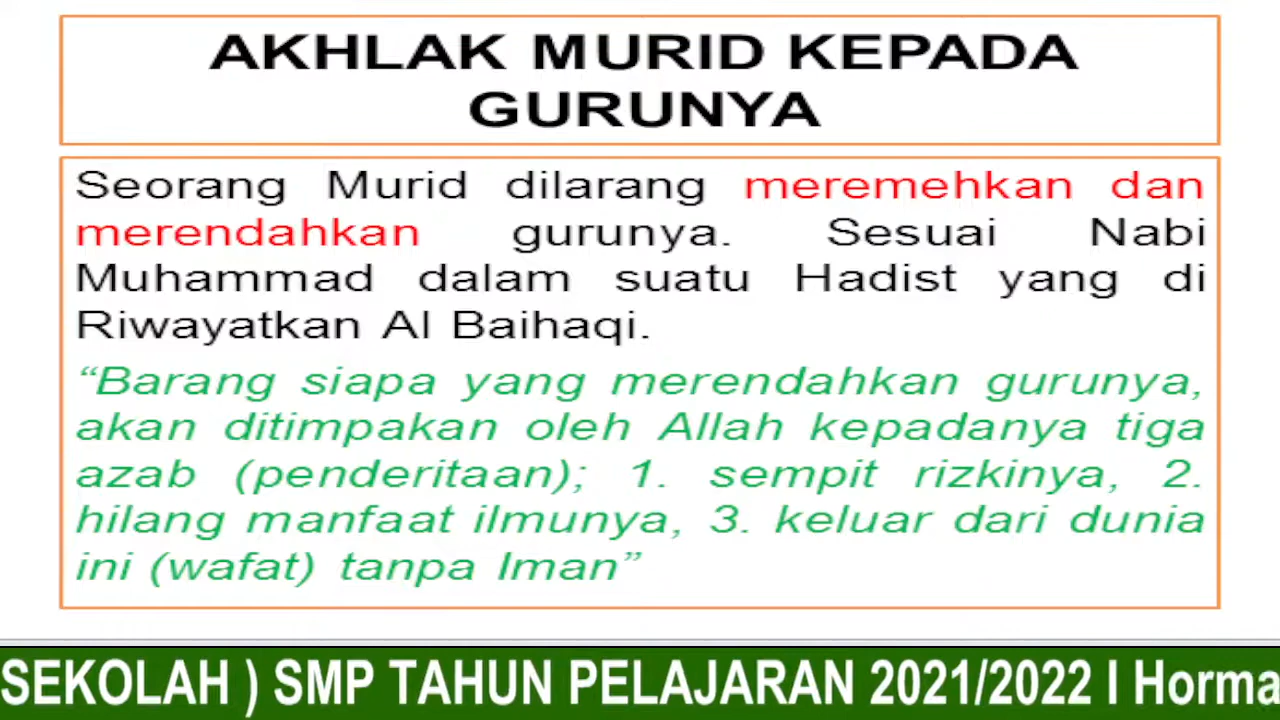 AKHLAK MURID KEPADA
GURUNYA
Seorang Murid dilarang meremehkan dan
merendahkan gurunya. Sesuai Nabi
Muhammad dalam suatu Hadist yang di
Riwayatkan Al Baihaqi.
“Barang siapa yang merendahkan gurunya,
akan ditimpakan oleh Allah kepadanya tiga
azab (penderitaan); 1. sempit rizkinya, 2.
hilang manfaat ilmunya, 3. keluar dari dunia
ini (wafat) tanpa Iman”
SEKOLAH ) SMP TAHUN PELAJARAN 2021/2022 I Horma